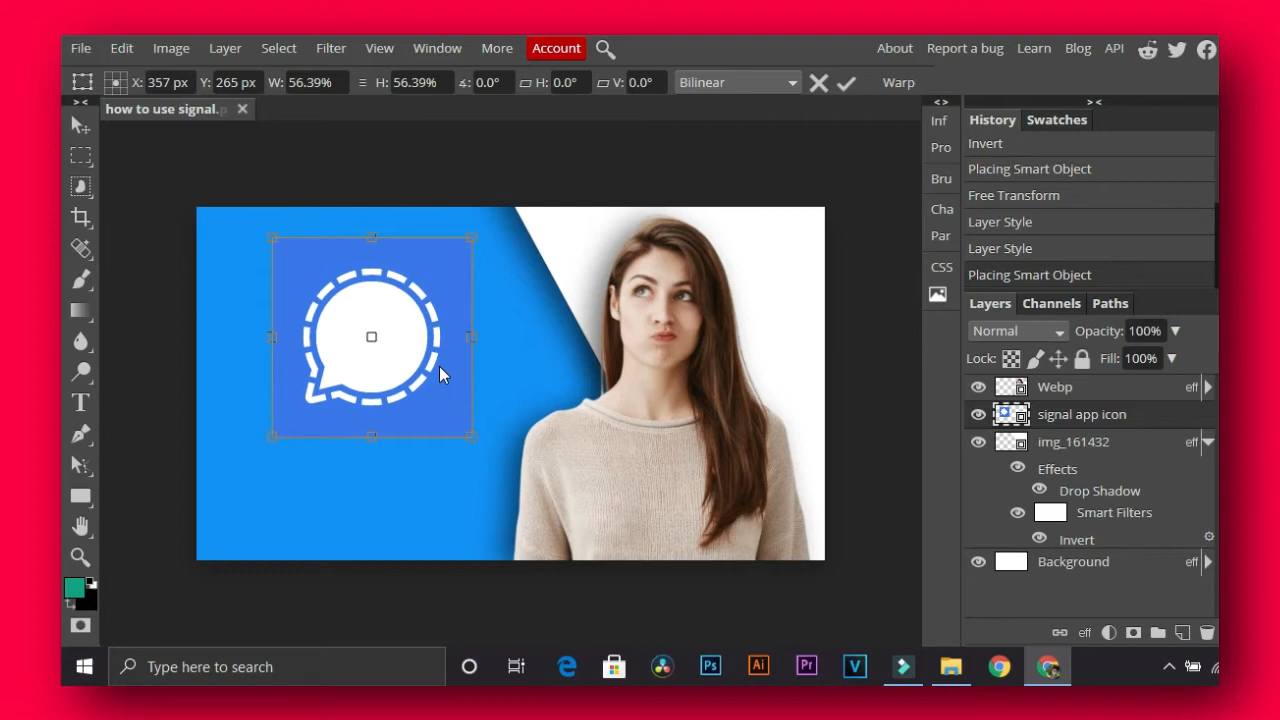 File Edit Image Layer Select Filter View Window More Account About Report a bug Learn Blog API
X: 357 px Y: 265 px W: 56.39% H: 56.39% 0.0° H: 0.0° V: 0.0° Bilinear Warp
how to use signal.
Inf
Pro
Bru
Cha
Par
CSS
History Swatches
Invert
Placing Smart Object
Free Transform
Layer Style
Layer Style
Placing Smart Object
Layers Channels Paths
Normal Opacity: 100%
Lock: Fill: 100%
Webp eff
signal app icon
img_161432 eff
Effects
Drop Shadow
Smart Filters
Invert
Background eff
eff
Type here to search
Ps Ai Pr V